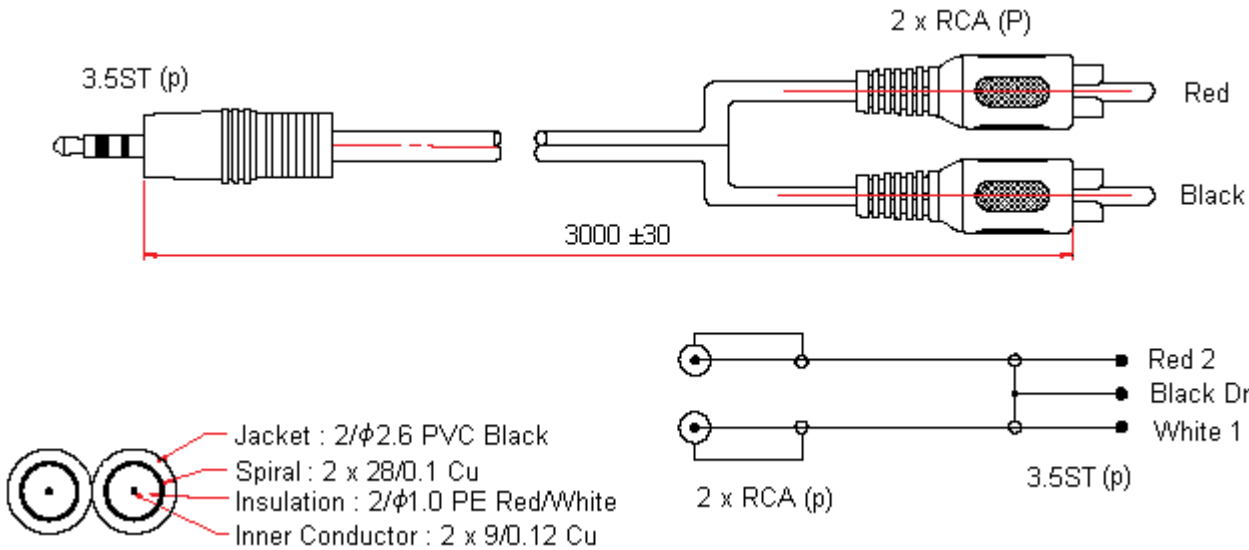 2 x RCA (P)
3.5ST (p)
Red
Black
3000 ±30
Red 2
Black Dr
White 1
3.5ST (p)
2 x RCA (p)
Jacket : 2/ϕ2.6 PVC Black
Spiral : 2 x 28/0.1 Cu
Insulation : 2/ϕ1.0 PE Red/White
Inner Conductor : 2 x 9/0.12 Cu